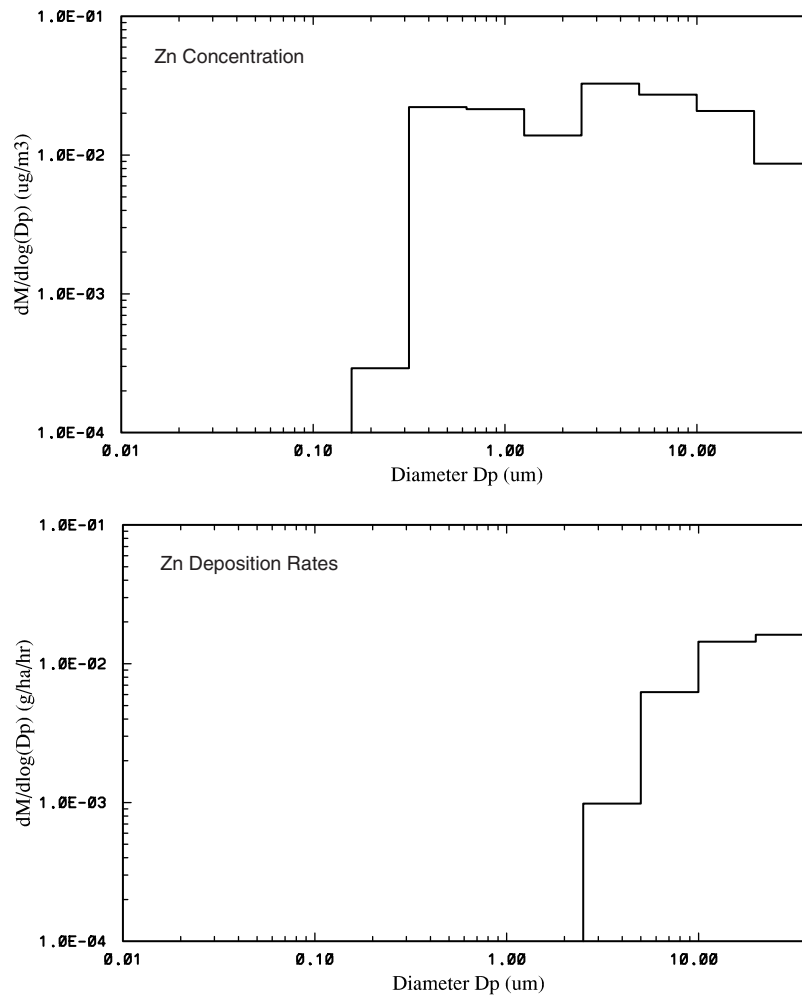 1.0E-01
Zn Concentration
1.0E-02
dM/dlog(Dp) (ug/m3)
1.0E-03
1.0E-04
0.01 0.10 1.00 10.00
Diameter Dp (um)
1.0E-01
Zn Deposition Rates
1.0E-02
dM/dlog(Dp) (g/ha/hr)
1.0E-03
1.0E-04
0.01 0.10 1.00 10.00
Diameter Dp (um)